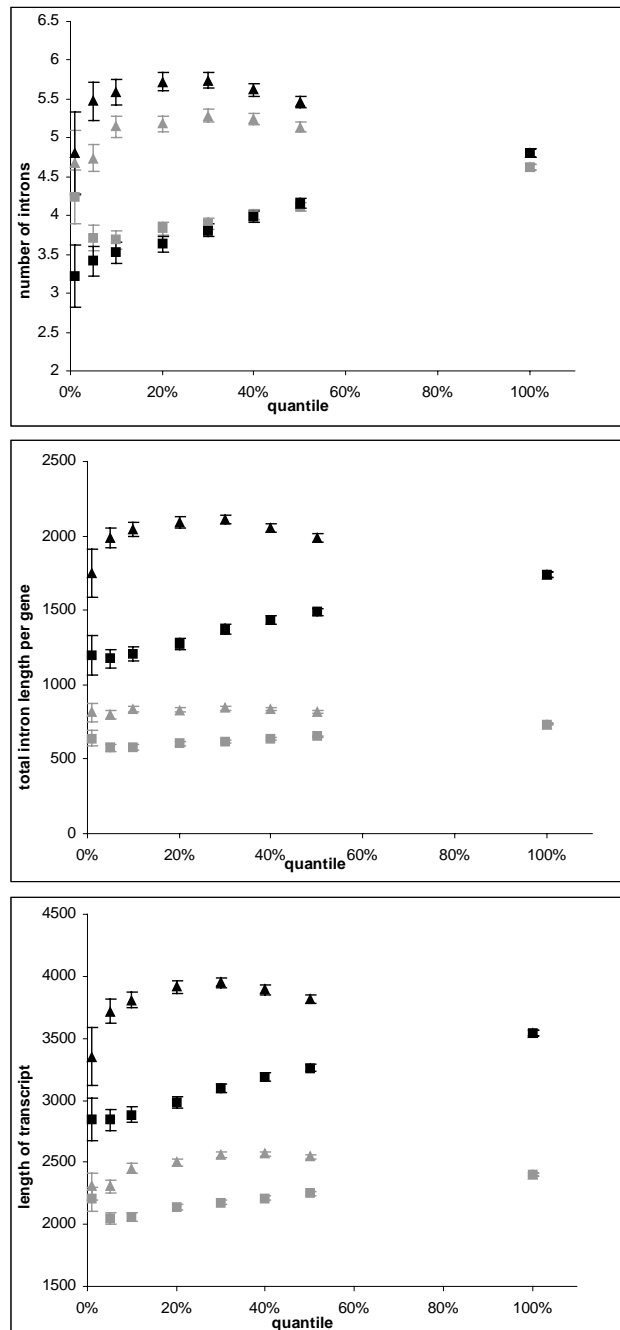 6.5
6
5.5
5
4.5
4
3.5
3
2.5
2
number of introns
0% 20% 40% 60% 80% 100%
quantile
2500
2000
1500
1000
500
0
total intron length per gene
0% 20% 40% 60% 80% 100%
quantile
4500
4000
3500
3000
2500
2000
1500
length of transcript
0% 20% 40% 60% 80% 100%
quantile